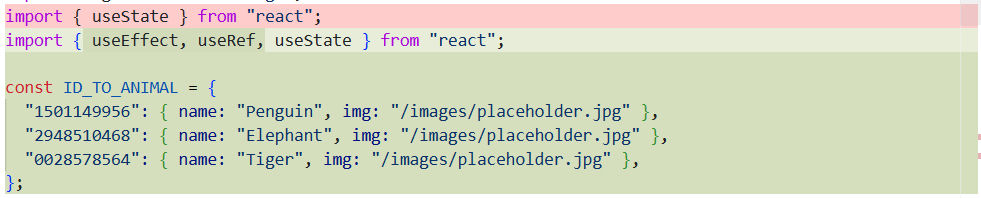 import { useState } from "react";
import { useEffect, useRef, useState } from "react";
const ID_TO_ANIMAL = {
"1501149956": { name: "Penguin", img: "/images/placeholder.jpg" },
"2948510468": { name: "Elephant", img: "/images/placeholder.jpg" },
"0028578564": { name: "Tiger", img: "/images/placeholder.jpg" },
};